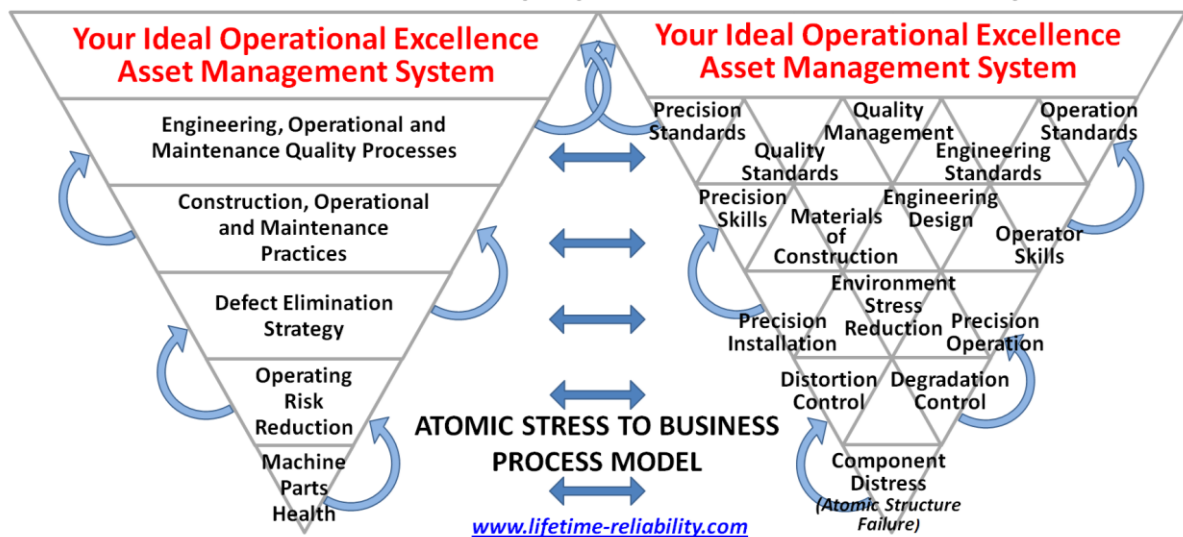 Your Ideal Operational Excellence
Asset Management System
Engineering, Operational and
Maintenance Quality Processes
Construction, Operational
and Maintenance
Practices
Defect Elimination
Strategy
Operating
Risk
Reduction
Machine
Parts
Health
ATOMIC STRESS TO BUSINESS
PROCESS MODEL
www.lifetime-reliability.com
Your Ideal Operational Excellence
Asset Management System
Precision
Standards
Quality
Management
Operation
Standards
Quality
Standards
Engineering
Standards
Precision
Skills
Materials
of
Construction
Engineering
Design
Operator
Skills
Precision
Installation
Environment
Stress
Reduction
Precision
Operation
Distortion
Control
Degradation
Control
Component
Distress
(Atomic Structure
Failure)